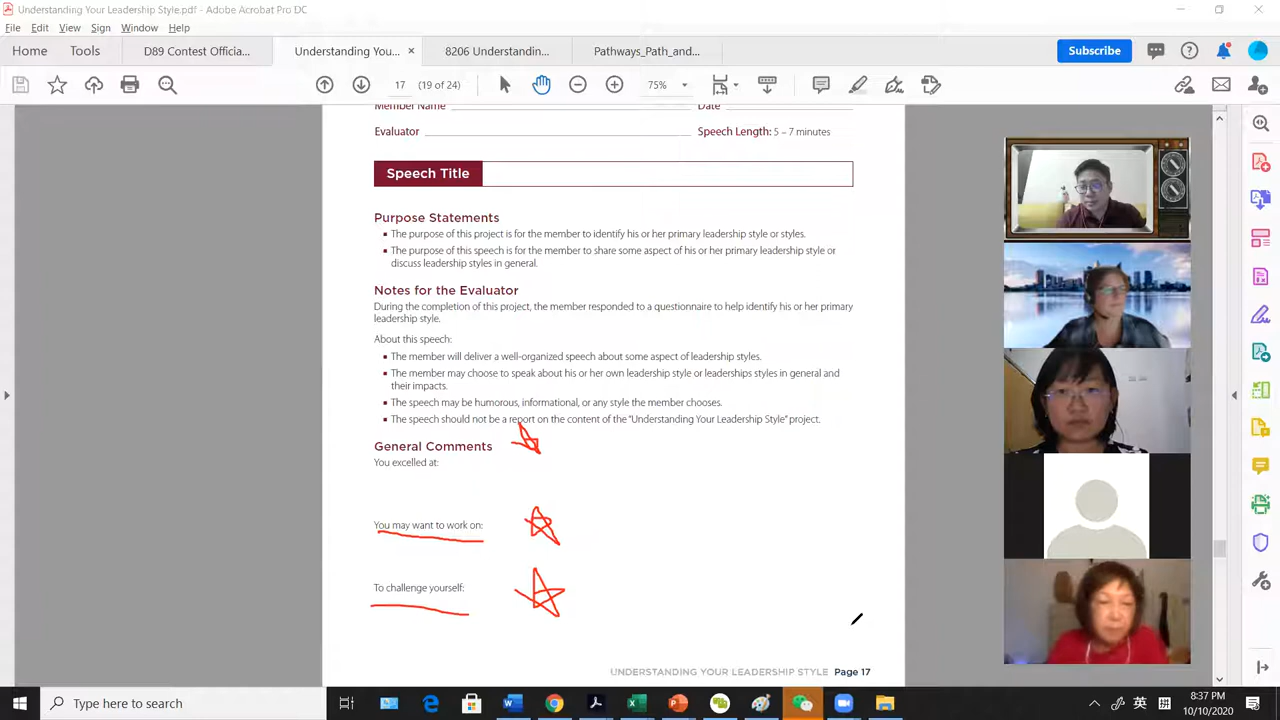 Understanding Your Leadership Style.pdf - Adobe Acrobat Pro DC
File Edit View Sign Window Help
Home Tools D89 Contest Officia... Understanding You... × 8206 Understandin... Pathways_Path_and... Subscribe
17 (19 of 24) 75%
Member Name Date
Evaluator Speech Length: 5 – 7 minutes
Speech Title
Purpose Statements
■ The purpose of this project is for the member to identify his or her primary leadership style or styles.
■ The purpose of this speech is for the member to share some aspect of his or her primary leadership style or
discuss leadership styles in general.
Notes for the Evaluator
During the completion of this project, the member responded to a questionnaire to help identify his or her primary
leadership style.
About this speech:
■ The member will deliver a well-organized speech about some aspect of leadership styles.
■ The member may choose to speak about his or her own leadership style or leaderships styles in general and
their impacts.
■ The speech may be humorous, informational, or any style the member chooses.
■ The speech should not be a report on the content of the "Understanding Your Leadership Style" project.
General Comments
You excelled at:
You may want to work on:
To challenge yourself:
UNDERSTANDING YOUR LEADERSHIP STYLE Page 17
Type here to search
英 拼 8:37 PM
10/10/2020